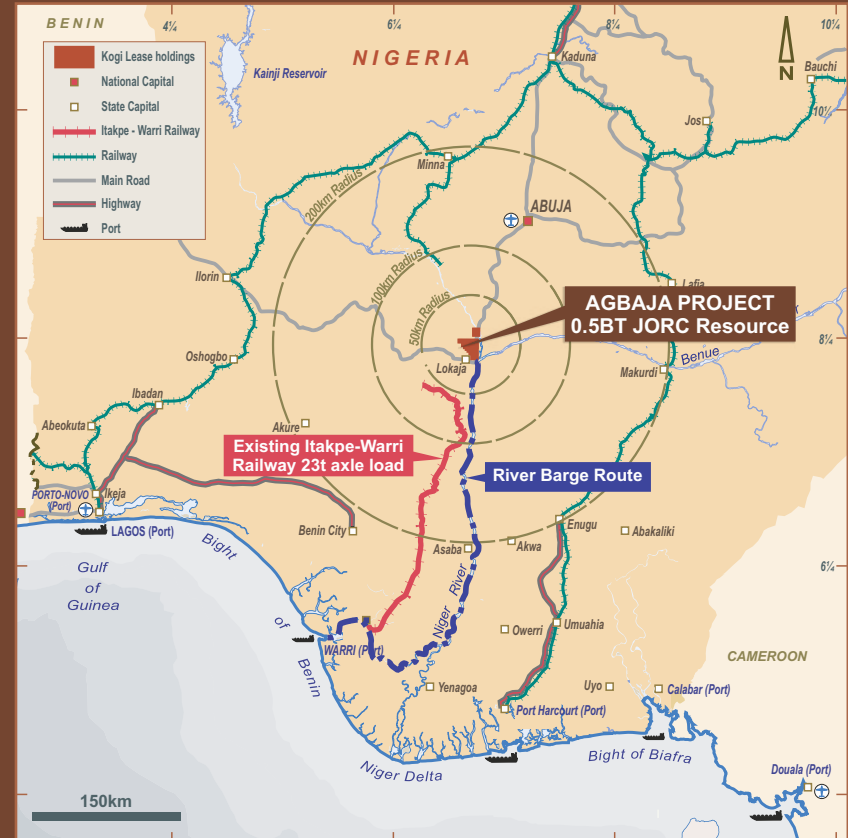 BENIN
6¼
8¼
10¼
4¼
Kogi Lease holdings
National Capital
State Capital
Itakpe - Warri Railway
Railway
Main Road
Highway
Port
NIGERIA
Kainji Reservoir
Kaduna
N
Bauchi
10¼
Jos
Minna
200km Radius
ABUJA
Ilorin
100km Radius
50km Radius
Lafia
AGBAJA PROJECT
0.5BT JORC Resource
8¼
Oshogbo
Lokaja
Benue
Makurdi
Ibadan
Abeokuta
Akure
Existing Itakpe-Warri
Railway 23t axle load
River Barge Route
PORTO-NOVO
(Port)
Ikeja
LAGOS (Port)
Benin City
Enugu
Abakaliki
Asaba
Akwa
Bight
of
Benin
Gulf
of
Guinea
6¼
Niger River
WARRI (Port)
Owerri
Umuahia
CAMEROON
Yenagoa
Uyo
Calabar (Port)
Port Harcourt (Port)
Niger Delta
Bight of Biafra
Douala (Port)
150km